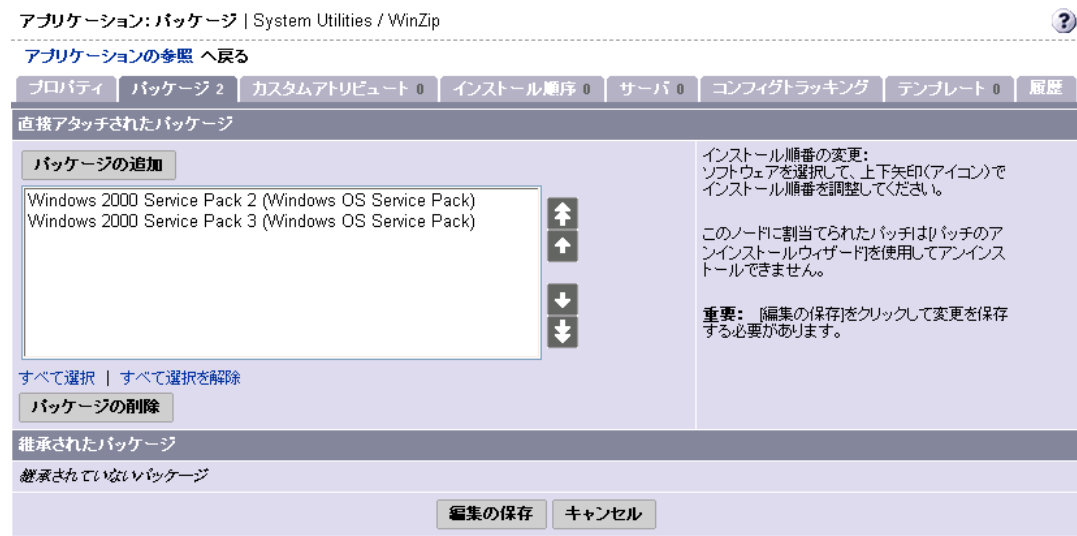 アプリケーション: パッケージ | System Utilities / WinZip
?
アプリケーションの参照 へ戻る
プロパティ パッケージ 2 カスタムアトリビュート 0 インストール順序 0 サーバ 0 コンフィグトラッキング テンプレート 0 履歴
直接アタッチされたパッケージ
パッケージの追加
Windows 2000 Service Pack 2 (Windows OS Service Pack)
Windows 2000 Service Pack 3 (Windows OS Service Pack)
すべて選択 | すべて選択を解除
パッケージの削除
インストール順番の変更:
ソフトウェアを選択して、上下矢印(アイコン)で
インストール順番を調整してください。
このノードに割当てられたパッチは[パッチのア
ンインストールウィザード]を使用してアンインス
トールできません。
重要: [編集の保存]をクリックして変更を保存
する必要があります。
継承されたパッケージ
継承されていないパッケージ
編集の保存 キャンセル